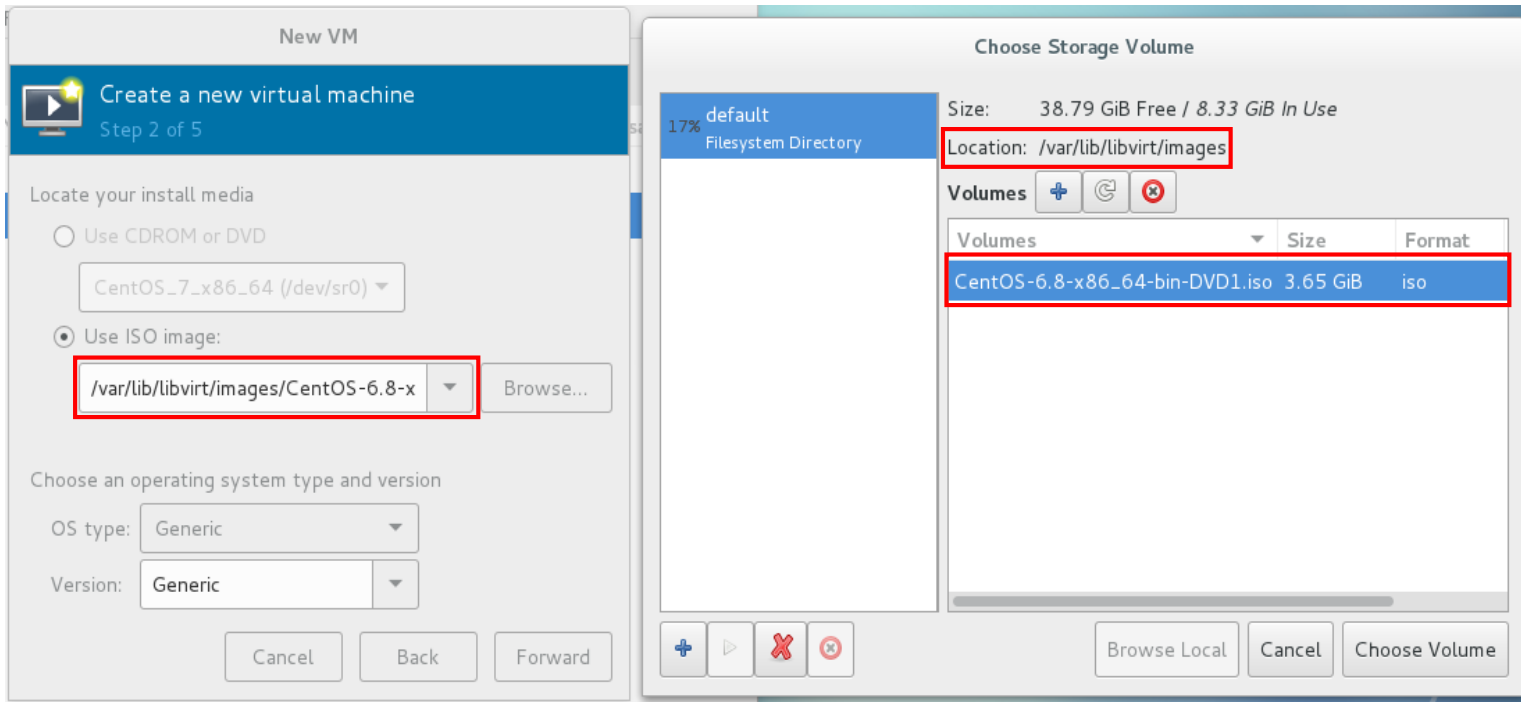 New VM
Create a new virtual machine
Step 2 of 5
Locate your install media
Use CDROM or DVD
CentOS_7_x86_64 (/dev/sr0)
Use ISO image:
/var/lib/libvirt/images/CentOS-6.8-x
Browse...
Choose an operating system type and version
OS type: Generic
Version: Generic
Cancel Back Forward
Choose Storage Volume
17% default
Filesystem Directory
Size: 38.79 GiB Free / 8.33 GiB In Use
Location: /var/lib/libvirt/images
Volumes
Volumes Size Format
CentOS-6.8-x86_64-bin-DVD1.iso 3.65 GiB iso
Browse Local Cancel Choose Volume